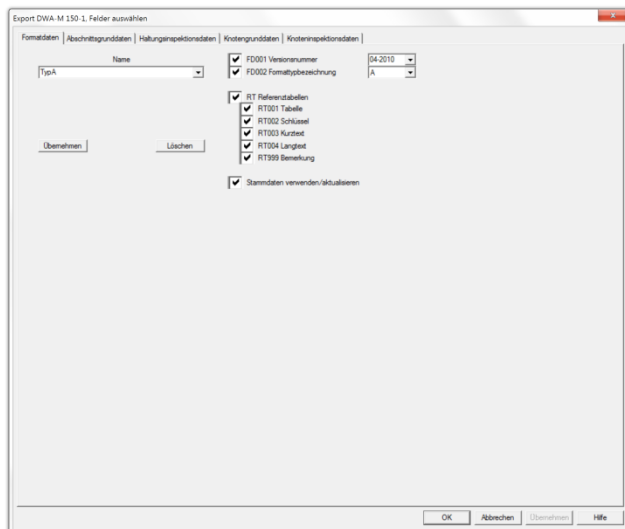 Export DWA-M 150-1, Felder auswählen
Formatdaten Abschnittsgrunddaten Haltungsinspektionsdaten Knotengrunddaten Knoteninspektionsdaten
Name
TypA
FD001 Versionsnummer 04-2010
FD002 Formattypbezeichnung A
RT Referenztabellen
RT001 Tabelle
RT002 Schlüssel
RT003 Kurztext
RT004 Langtext
RT999 Bemerkung
Übernehmen Löschen
Stammdaten verwenden/aktualisieren
OK Abbrechen Übernehmen Hilfe